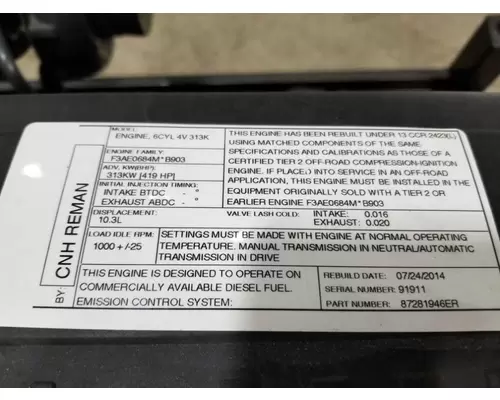 BY: CNH REMAN
MODEL:
ENGINE, 6CYL 4V 313K
ENGINE FAMILY:
F3AE0684M*B903
ADV. KW[BHP]:
313KW [419 HP]
INITIAL INJECTION TIMING:
INTAKE BTDC - "
EXHAUST ABDC - "
DISPLACEMENT:
10.3L
THIS ENGINE HAS BEEN REBUILT UNDER 13 CCR 2423(L)
USING MATCHED COMPONENTS OF THE SAME.
SPECIFICATIONS AND CALIBRATIONS AS THOSE OF A
CERTIFIED TIER 2 OFF-ROAD COMPRESSION-IGNITION
ENGINE. IF PLACE(,) INTO SERVICE IN AN OFF-ROAD
APPLICATION, THIS ENGINE MUST BE INSTALLED IN
EQUIPMENT ORIGINALLY SOLD WITH A TIER 2 OR
EARLIER ENGINE F3AE0684M*B903
VALVE LASH COLD: INTAKE: 0.016
EXHAUST: 0.020
LOAD IDLE RPM:
1000 +/-25
SETTINGS MUST BE MADE WITH ENGINE AT NORMAL OPERATING
TEMPERATURE. MANUAL TRANSMISSION IN NEUTRAL/AUTOMATIC
TRANSMISSION IN DRIVE
THIS ENGINE IS DESIGNED TO OPERATE ON
COMMERCIALLY AVAILABLE DIESEL FUEL.
EMISSION CONTROL SYSTEM:
REBUILD DATE: 07/24/2014
SERIAL NUMBER: 91911
PART NUMBER: 87281946ER